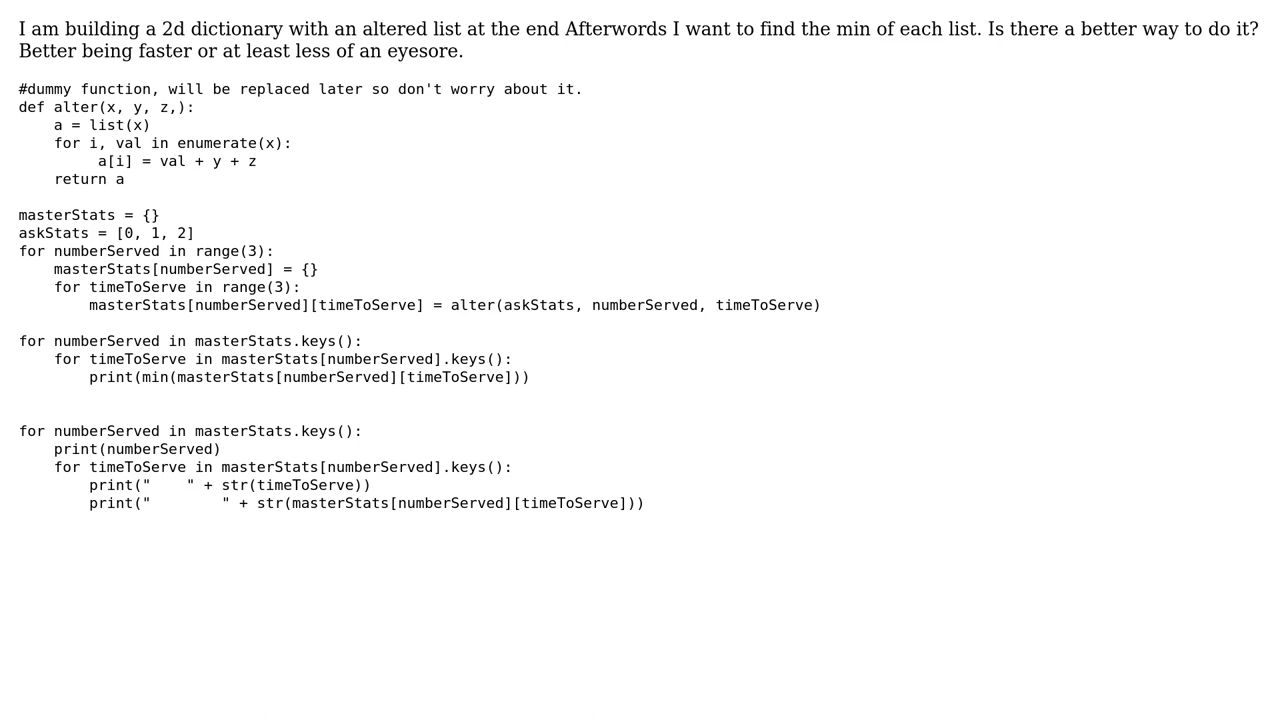 I am building a 2d dictionary with an altered list at the end Afterwords I want to find the min of each list. Is there a better way to do it?
Better being faster or at least less of an eyesore.
#dummy function, will be replaced later so don't worry about it.
def alter(x, y, z,):
    a = list(x)
    for i, val in enumerate(x):
         a[i] = val + y + z
    return a

masterStats = {}
askStats = [0, 1, 2]
for numberServed in range(3):
    masterStats[numberServed] = {}
    for timeToServe in range(3):
        masterStats[numberServed][timeToServe] = alter(askStats, numberServed, timeToServe)

for numberServed in masterStats.keys():
    for timeToServe in masterStats[numberServed].keys():
        print(min(masterStats[numberServed][timeToServe]))


for numberServed in masterStats.keys():
    print(numberServed)
    for timeToServe in masterStats[numberServed].keys():
        print("    " + str(timeToServe))
        print("        " + str(masterStats[numberServed][timeToServe]))